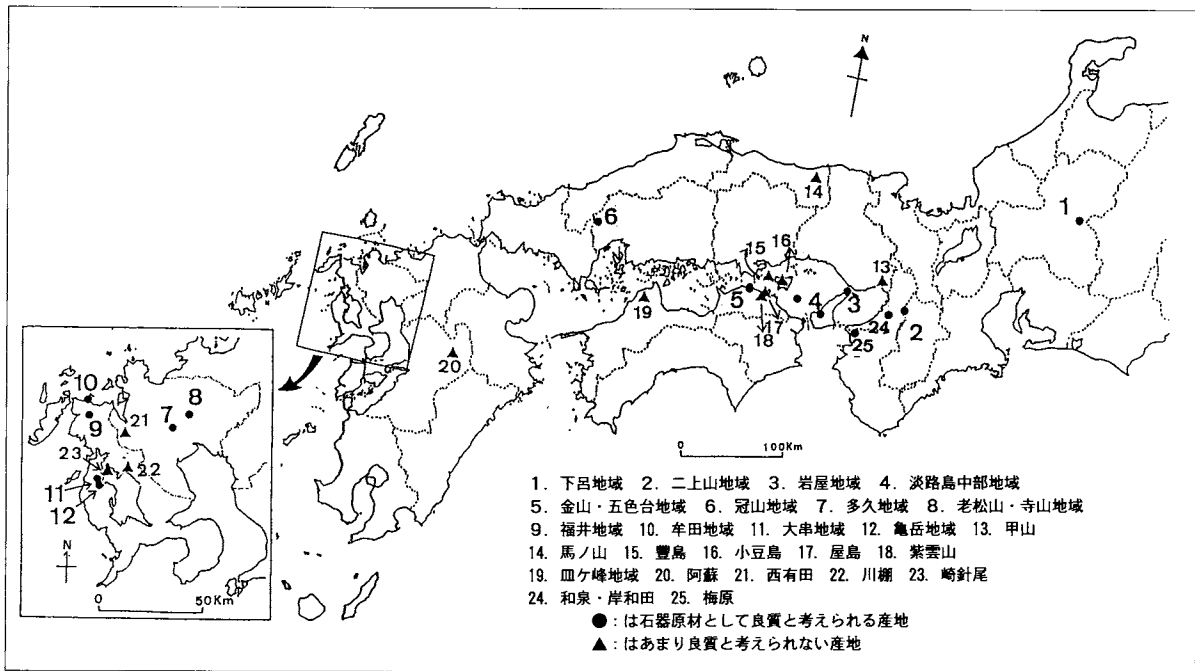 N
1
2
3
4
5
6
13
14
15
16
17
18
19
20
24
25
0 100Km
7
8
9
10
11
12
21
22
23
N
0 50Km
1. 下呂地域 2. 二上山地域 3. 岩屋地域 4. 淡路島中部地域
5. 金山・五色台地域 6. 冠山地域 7. 多久地域 8. 老松山・寺山地域
9. 福井地域 10. 牟田地域 11. 大串地域 12. 亀岳地域 13. 甲山
14. 馬ノ山 15. 豊島 16. 小豆島 17. 屋島 18. 紫雲山
19. 皿ケ峰地域 20. 阿蘇 21. 西有田 22. 川棚 23. 崎針尾
24. 和泉・岸和田 25. 梅原
●：は石器原材として良質と考えられる産地
▲：はあまり良質と考えられない産地